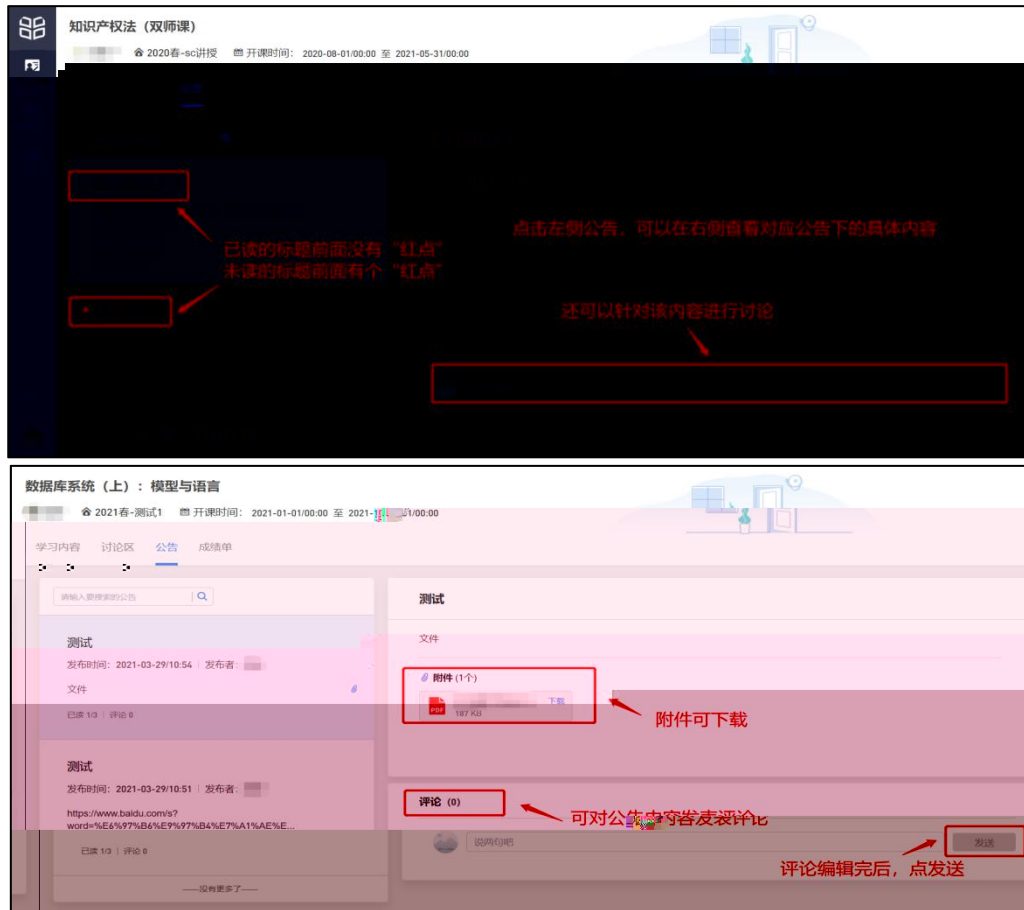 知识产权法（双师课）
2020春-sc讲授 开课时间： 2020-08-01/00:00 至 2021-05-31/00:00
点击左侧公告，可以在右侧查看对应公告下的具体内容
已读的标题前面没有“红点”
未读的标题前面有个“红点”
还可以针对该内容进行讨论
数据库系统（上）：模型与语言
2021春-测试1 开课时间： 2021-01-01/00:00 至 2021- 1/00:00
学习内容 讨论区 公告 成绩单
请输入要搜索的公告
测试
发布时间：2021-03-29/10:54 | 发布者:
文件
已读 1/3 | 评论 0
测试
发布时间：2021-03-29/10:51 | 发布者:
https://www.baidu.com/s?
word=%E6%97%B6%E9%97%B4%E7%A1%AE%E...
已读 1/3 | 评论 0
——没有更多了——
测试
文件
附件 (1个)
下载
PDF
187 KB
附件可下载
评论 (0)
可对公告内容发表评论
说两句吧
发送
评论编辑完后，点发送